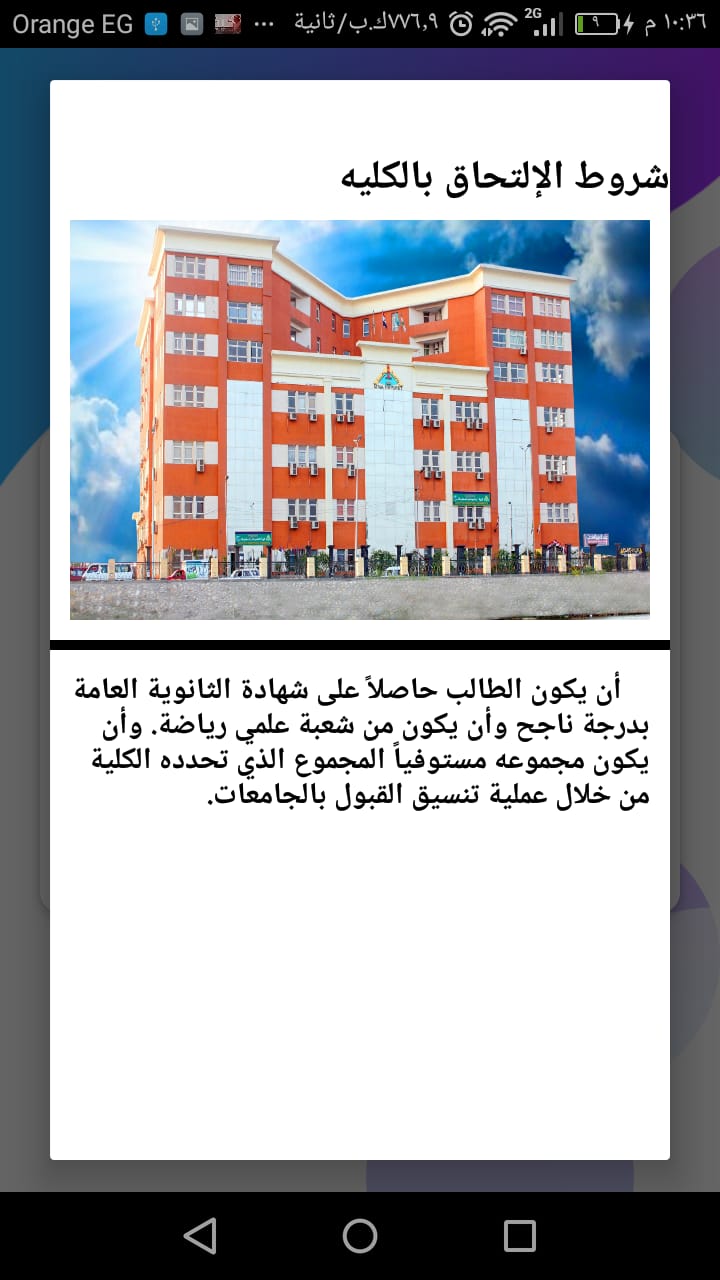 Orange EG ... ٧٧٦,٩ك.ب/ثانية 2G ٩ ١٠:٣٦ م
شروط الإلتحاق بالكليه
أن يكون الطالب حاصلاً على شهادة الثانوية العامة
بدرجة ناجح وأن يكون من شعبة علمي رياضة. وأن
يكون مجموعه مستوفياً المجموع الذي تحدده الكلية
من خلال عملية تنسيق القبول بالجامعات.